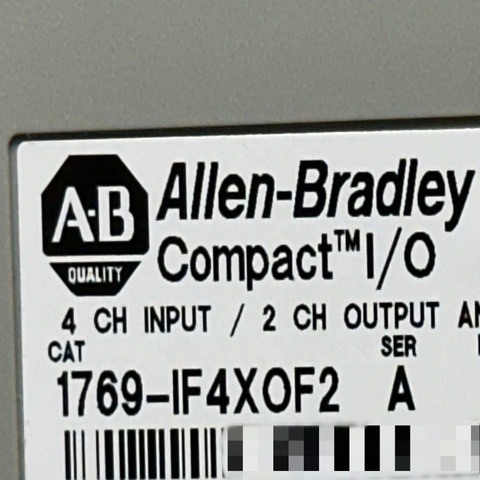 A-B
QUALITY
Allen-Bradley
Compact™ I/O
4 CH INPUT / 2 CH OUTPUT
CAT
SER
1769-IF4XOF2
A